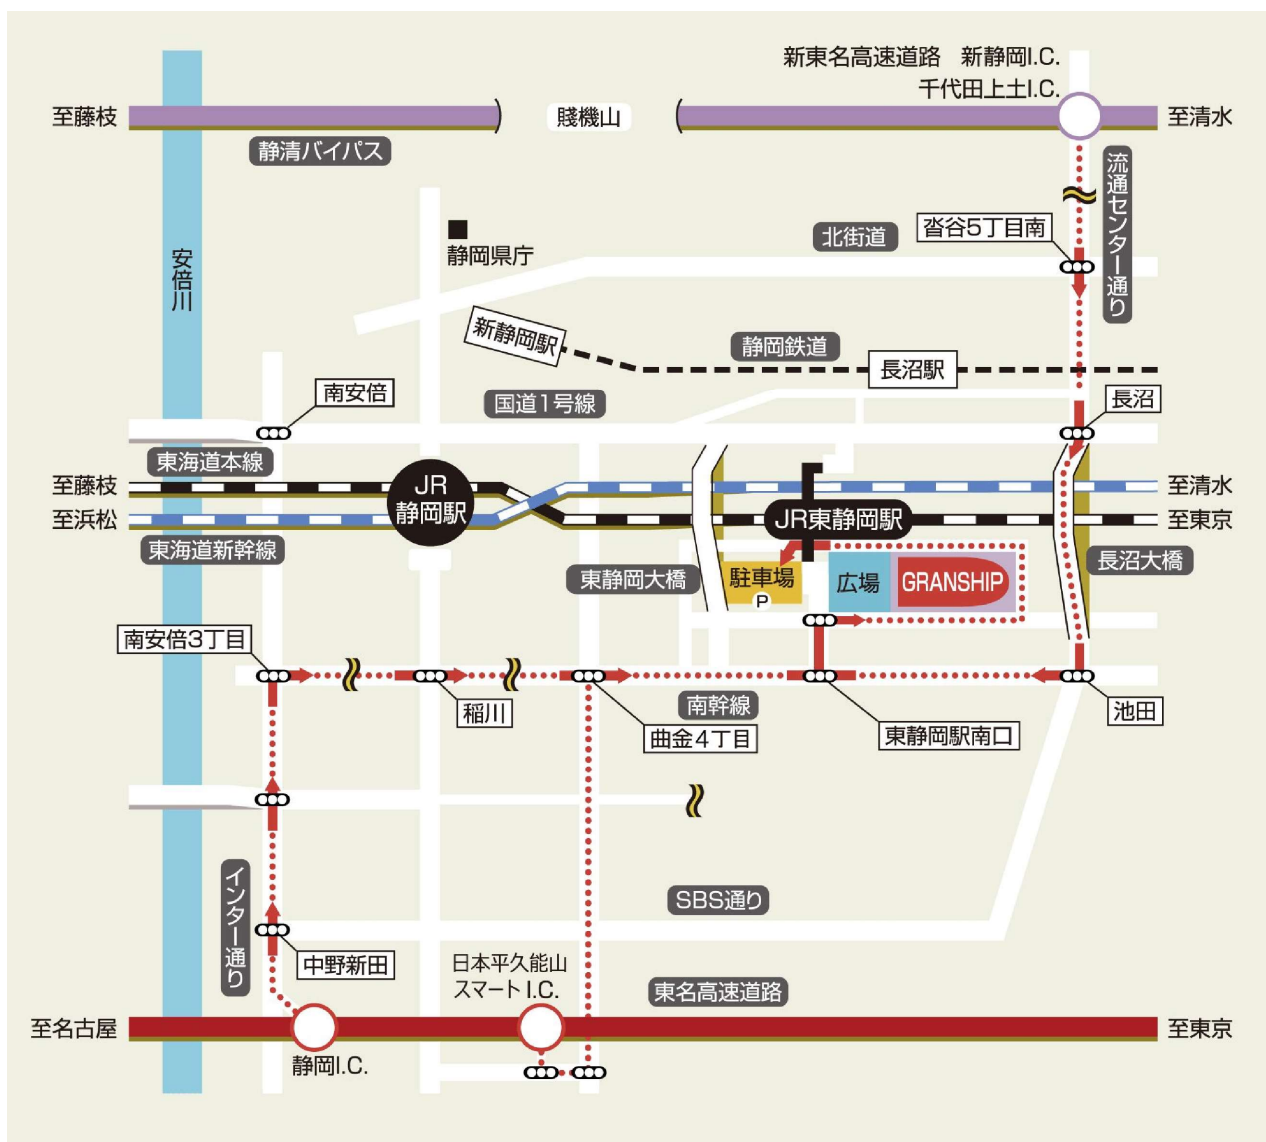 新東名高速道路　新静岡I.C.
千代田上土I.C.
至藤枝
賤機山
至清水
静清バイパス
流通センター通り
沓谷5丁目南
北街道
静岡県庁
安倍川
新静岡駅
静岡鉄道
長沼駅
南安倍
国道1号線
長沼
東海道本線
至藤枝
JR
静岡駅
至清水
至浜松
JR東静岡駅
至東京
東海道新幹線
東静岡大橋
駐車場
P
広場
GRANSHIP
長沼大橋
南安倍3丁目
稲川
南幹線
曲金4丁目
東静岡駅南口
池田
インター通り
SBS通り
中野新田
日本平久能山
スマートI.C.
東名高速道路
至名古屋
至東京
静岡I.C.